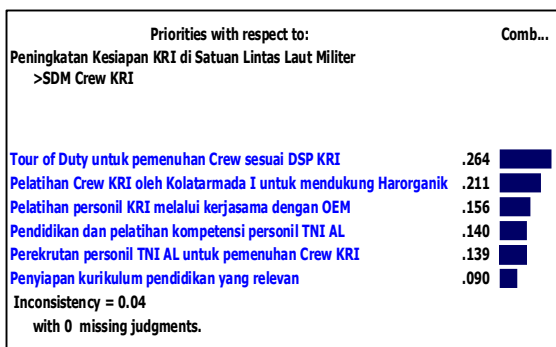 Priorities with respect to: Comb...
Peningkatan Kesiapan KRI di Satuan Lintas Laut Militer
>SDM Crew KRI
Tour of Duty untuk pemenuhan Crew sesuai DSP KRI .264
Pelatihan Crew KRI oleh Kolatarmada I untuk mendukung Harorganik .211
Pelatihan personil KRI melalui kerjasama dengan OEM .156
Pendidikan dan pelatihan kompetensi personil TNI AL .140
Perekrutan personil TNI AL untuk pemenuhan Crew KRI .139
Penyiapan kurikulum pendidikan yang relevan .090
Inconsistency = 0.04
with 0 missing judgments.